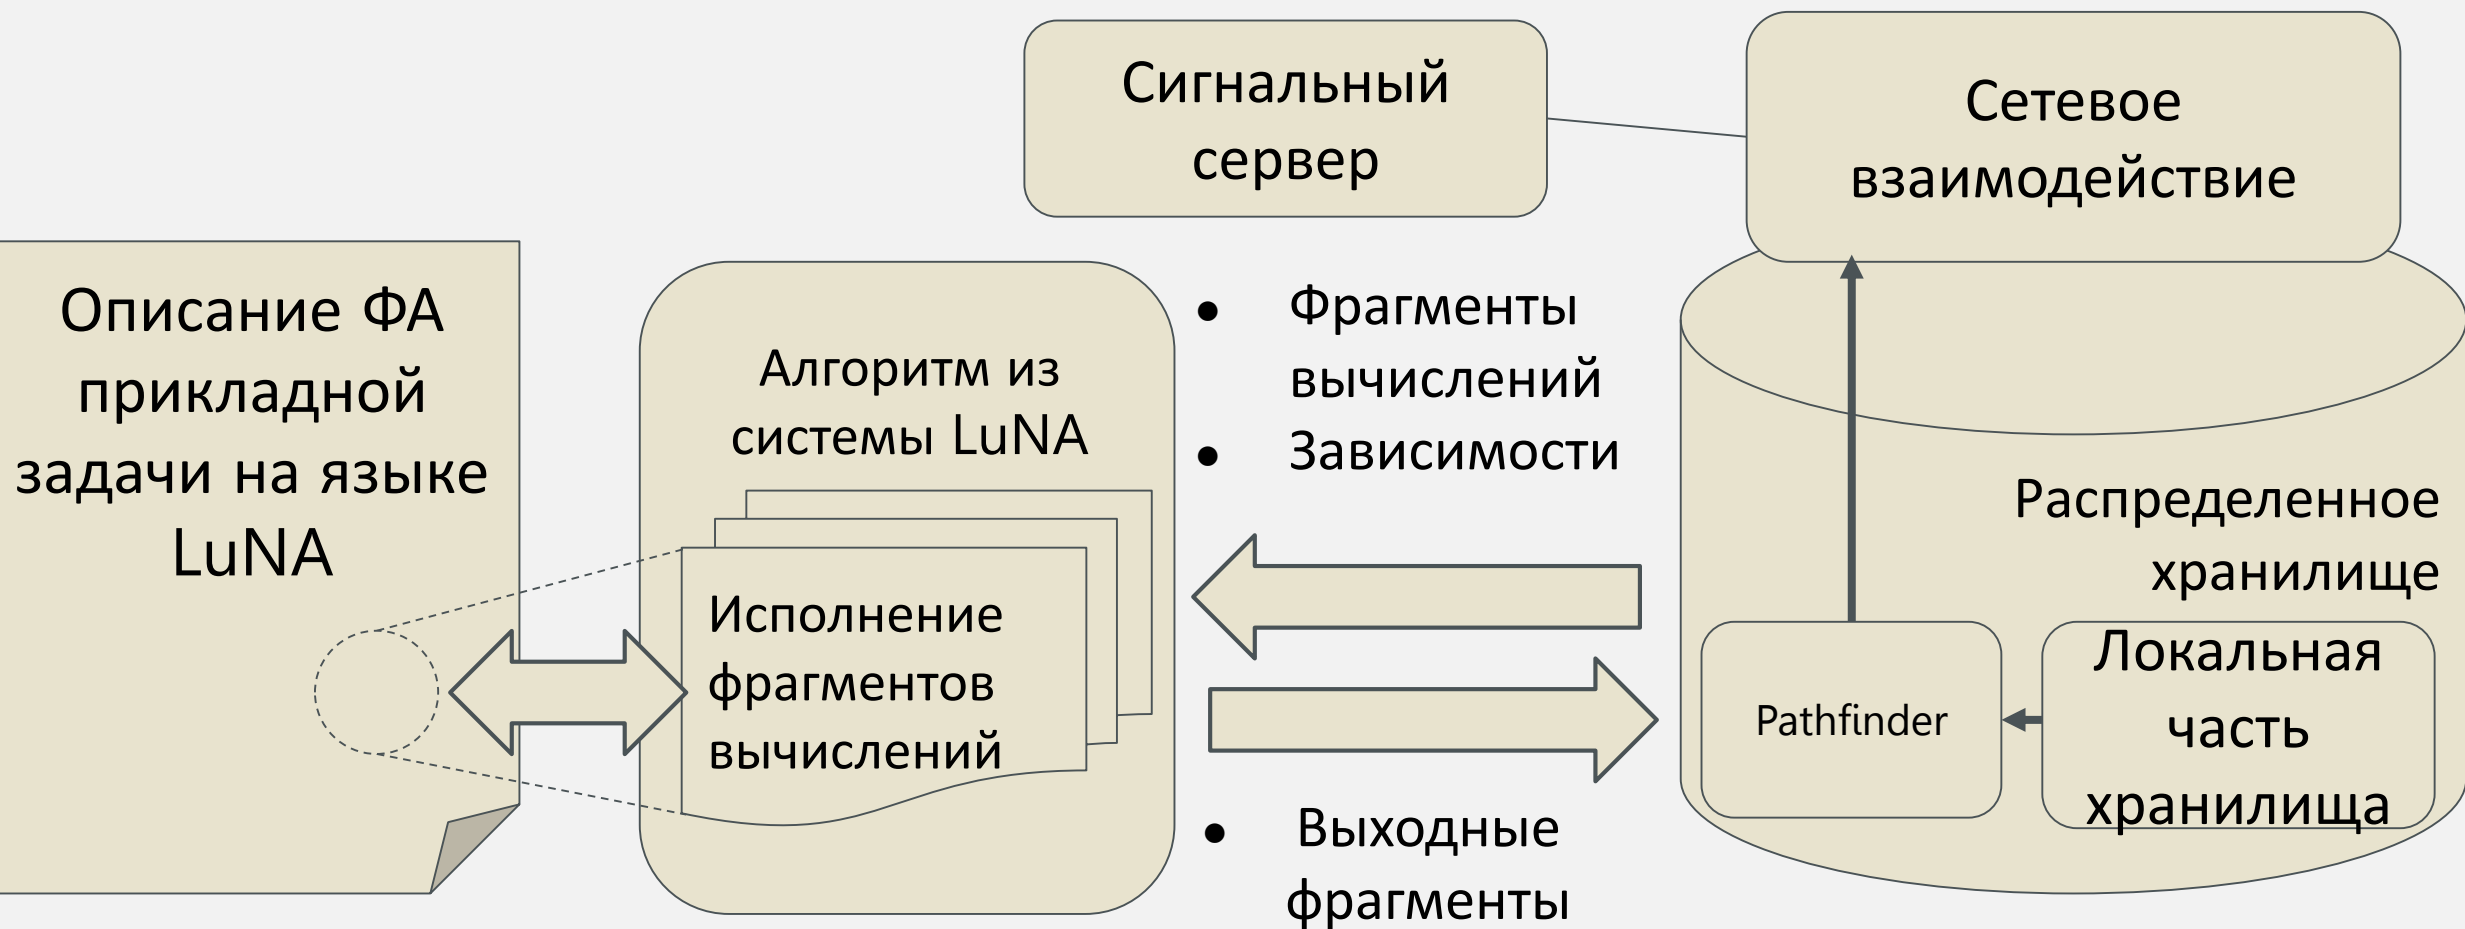 Сигнальный
сервер
Сетевое
взаимодействие
Описание ФА
прикладной
задачи на языке
LuNA
Алгоритм из
системы LuNA
Исполнение
фрагментов
вычислений
● Фрагменты
вычислений
● Зависимости
● Выходные
фрагменты
Распределенное
хранилище
Pathfinder
Локальная
часть
хранилища